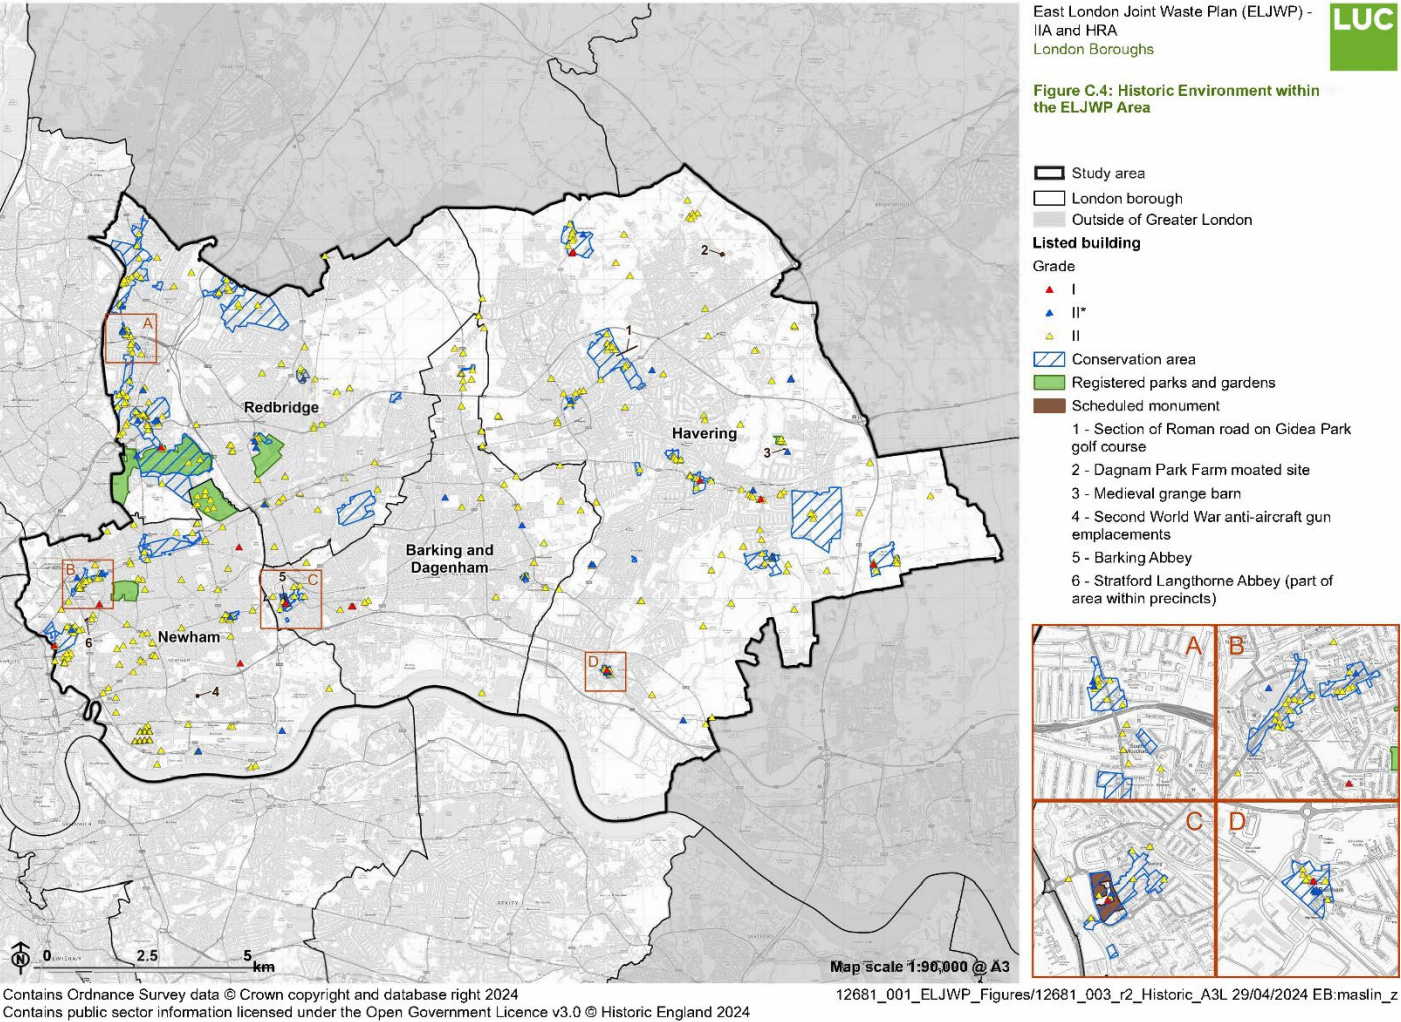 East London Joint Waste Plan (ELJWP) -
IIA and HRA
London Boroughs
LUC
Figure C.4: Historic Environment within
the ELJWP Area
Study area
London borough
Outside of Greater London
Listed building
Grade
I
II*
II
Conservation area
Registered parks and gardens
Scheduled monument
1 - Section of Roman road on Gidea Park
golf course
2 - Dagnam Park Farm moated site
3 - Medieval grange barn
4 - Second World War anti-aircraft gun
emplacements
5 - Barking Abbey
6 - Stratford Langthorne Abbey (part of
area within precincts)
A
B
C
D
2
1
A
Redbridge
Havering
3
Barking and
Dagenham
B
5
C
6
Newham
D
4
BEXLEY
N
0 2.5 5
km
Map scale 1:90,000 @ A3
Contains Ordnance Survey data © Crown copyright and database right 2024
Contains public sector information licensed under the Open Government Licence v3.0 © Historic England 2024
12681_001_ELJWP_Figures/12681_003_r2_Historic_A3L 29/04/2024 EB:maslin_z